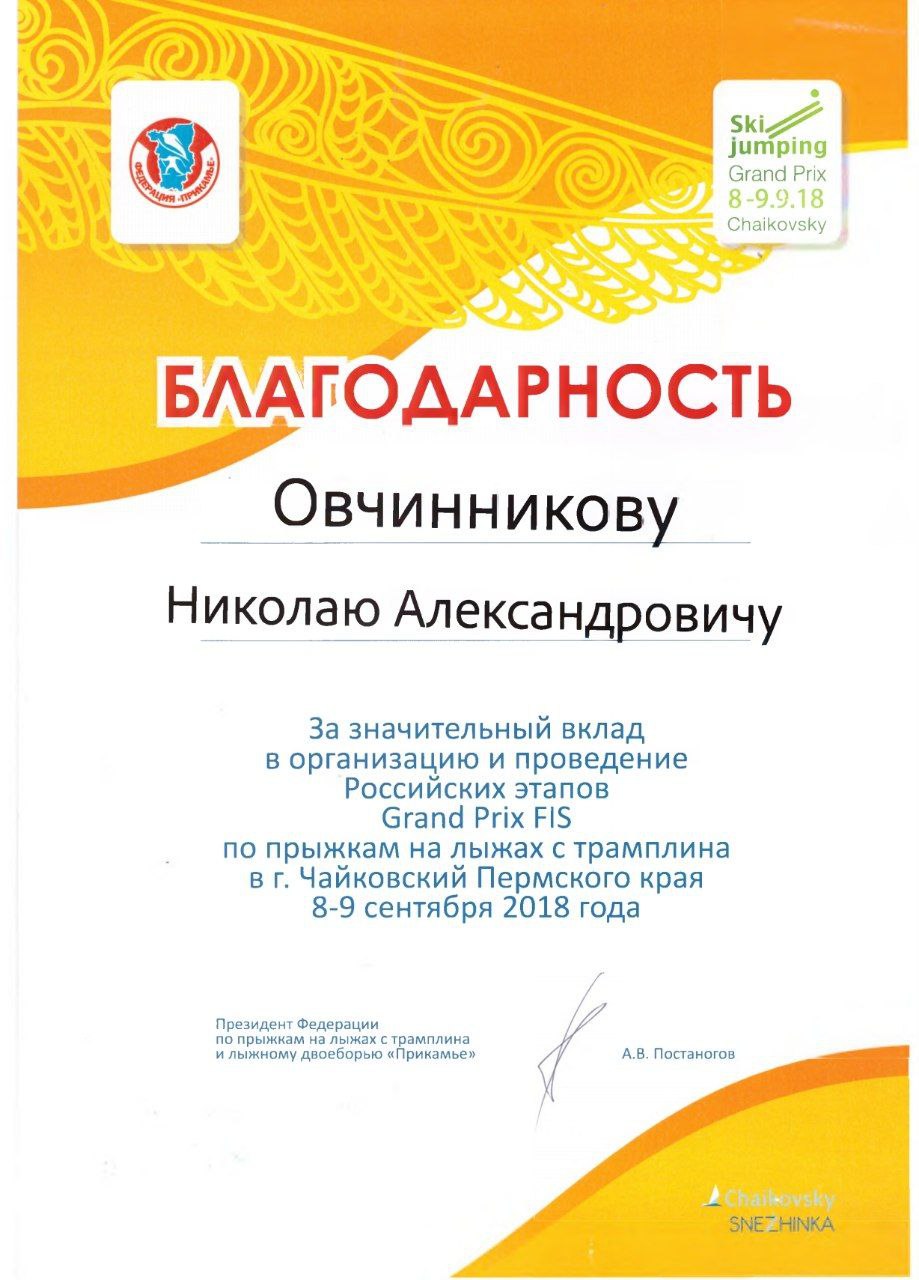 ФЕДЕРАЦИЯ «ПРИКАМЬЕ»
Ski
jumping
Grand Prix
8-9.9.18
Chaikovsky
БЛАГОДАРНОСТЬ
Овчинникову
Николаю Александровичу
За значительный вклад
в организацию и проведение
Российских этапов
Grand Prix FIS
по прыжкам на лыжах с трамплина
в г. Чайковский Пермского края
8-9 сентября 2018 года
Президент Федерации
по прыжкам на лыжах с трамплина
и лыжному двоеборью «Прикамье»
А.В. Постаногов
Chaikovsky
SNEZHINKA